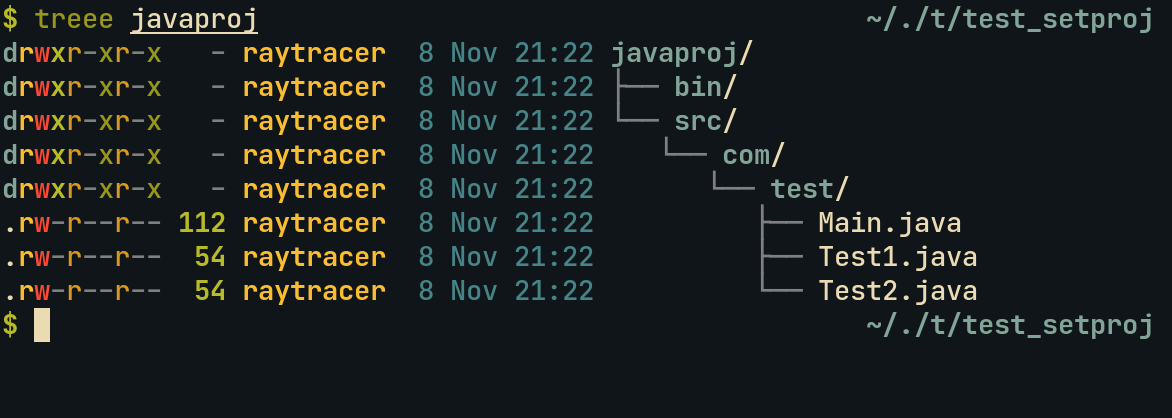 $ treee javaproj                                      ~/./t/test_setproj
drwxr-xr-x   - raytracer  8 Nov 21:22 javaproj/
drwxr-xr-x   - raytracer  8 Nov 21:22 ├── bin/
drwxr-xr-x   - raytracer  8 Nov 21:22 └── src/
drwxr-xr-x   - raytracer  8 Nov 21:22    └── com/
drwxr-xr-x   - raytracer  8 Nov 21:22       └── test/
.rw-r--r-- 112 raytracer  8 Nov 21:22          ├── Main.java
.rw-r--r--  54 raytracer  8 Nov 21:22          ├── Test1.java
.rw-r--r--  54 raytracer  8 Nov 21:22          └── Test2.java
$                                                     ~/./t/test_setproj